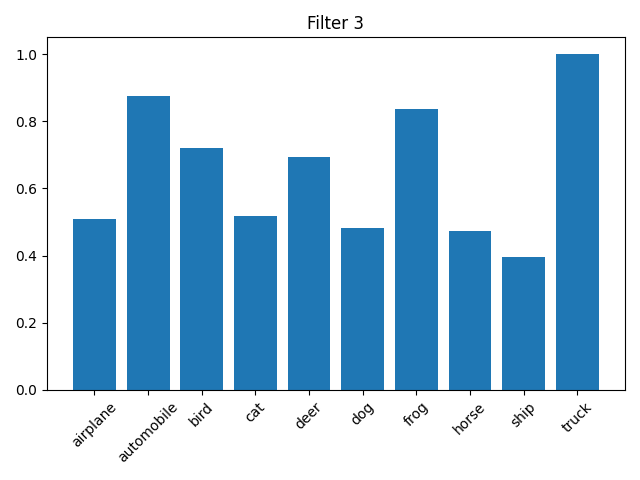 Filter 3
1.0
0.8
0.6
0.4
0.2
0.0
airplane
automobile
bird
cat
deer
dog
frog
horse
ship
truck